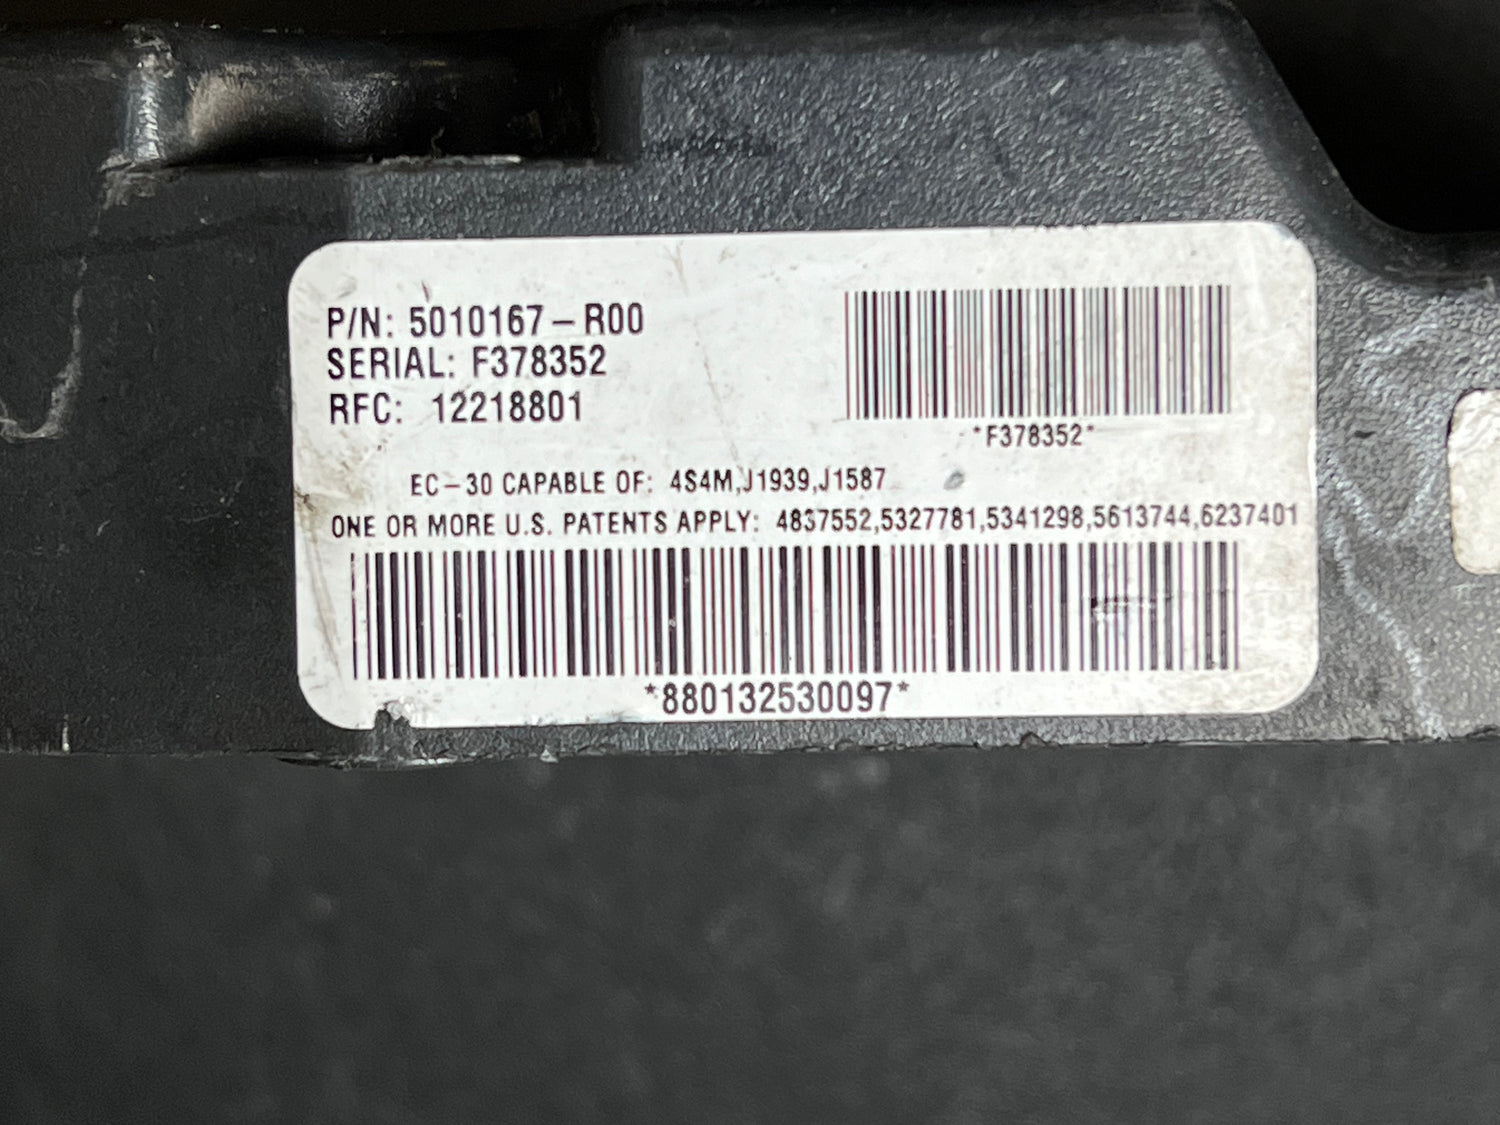 P/N: 5010167-R00
SERIAL: F378352
RFC: 12218801
*F378352*
EC-30 CAPABLE OF: 4S4M,J1939,J1587
ONE OR MORE U.S. PATENTS APPLY: 4837552,5327781,5341298,5613744,6237401
*880132530097*